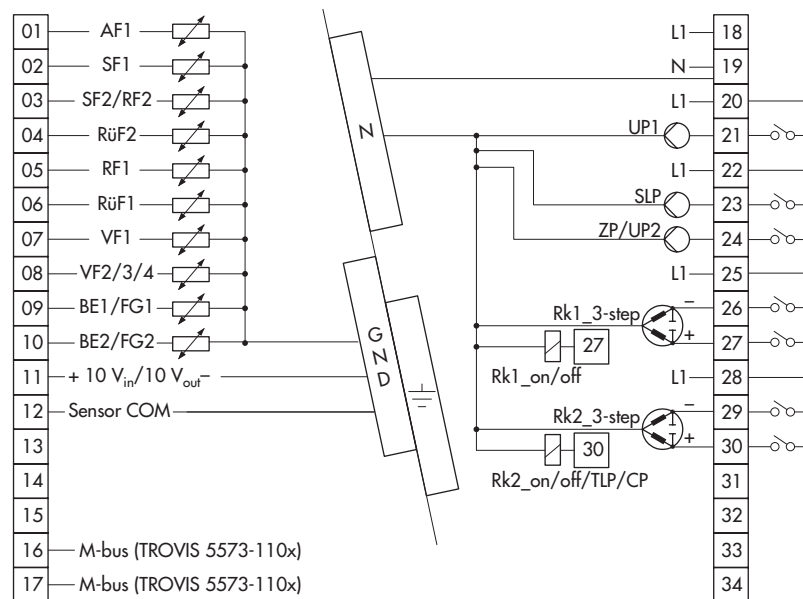 01 AF1
02 SF1
03 SF2/RF2
04 RüF2
05 RF1
06 RüF1
07 VF1
08 VF2/3/4
09 BE1/FG1
10 BE2/FG2
11 + 10 Vin/10 Vout–
12 Sensor COM
13
14
15
16 M-bus (TROVIS 5573-110x)
17 M-bus (TROVIS 5573-110x)
N
GND
L1 18
N 19
L1 20
UP1 21
L1 22
SLP 23
ZP/UP2 24
L1 25
– 26
Rk1_3-step
+ 27
27
Rk1_on/off
L1 28
– 29
Rk2_3-step
+ 30
30
Rk2_on/off/TLP/CP
31
32
33
34